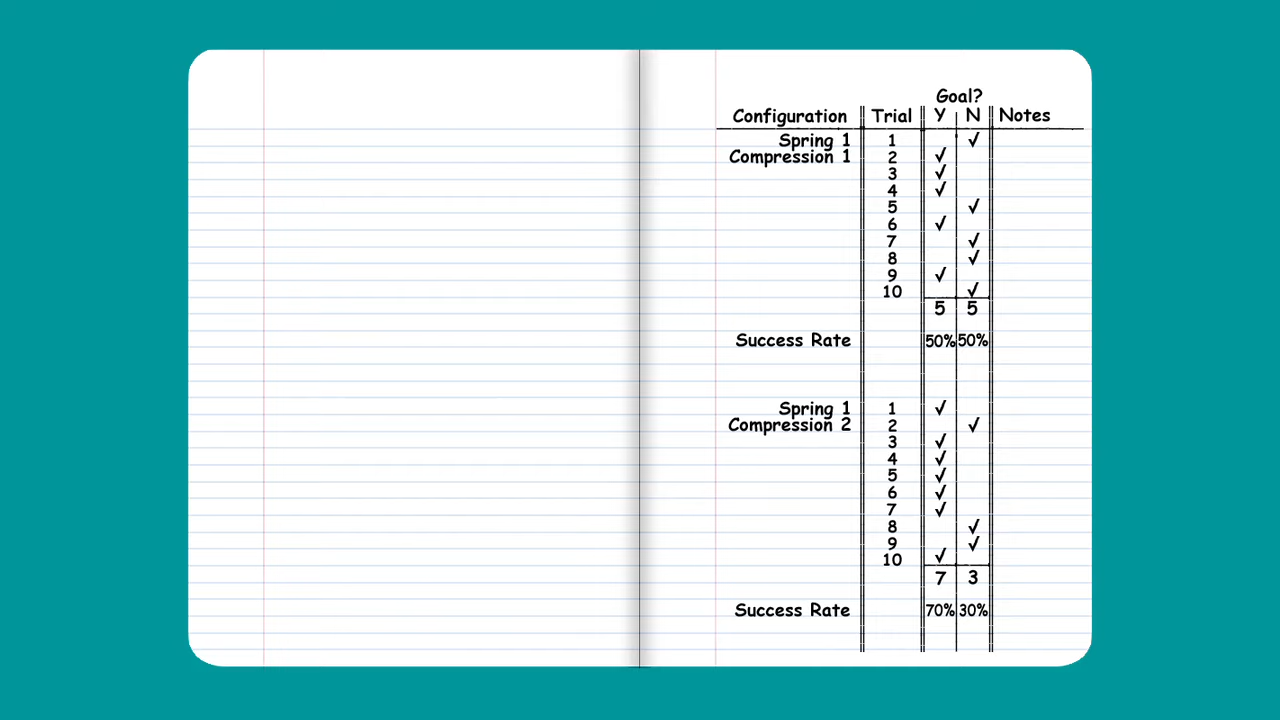 Goal?
Configuration Trial Y N Notes
Spring 1 1 √
Compression 1 2 √
3 √
4 √
5 √
6 √
7 √
8 √
9 √
10 √
5 5
Success Rate 50% 50%
Spring 1 1 √
Compression 2 2 √
3 √
4 √
5 √
6 √
7 √
8 √
9 √
10 √
7 3
Success Rate 70% 30%